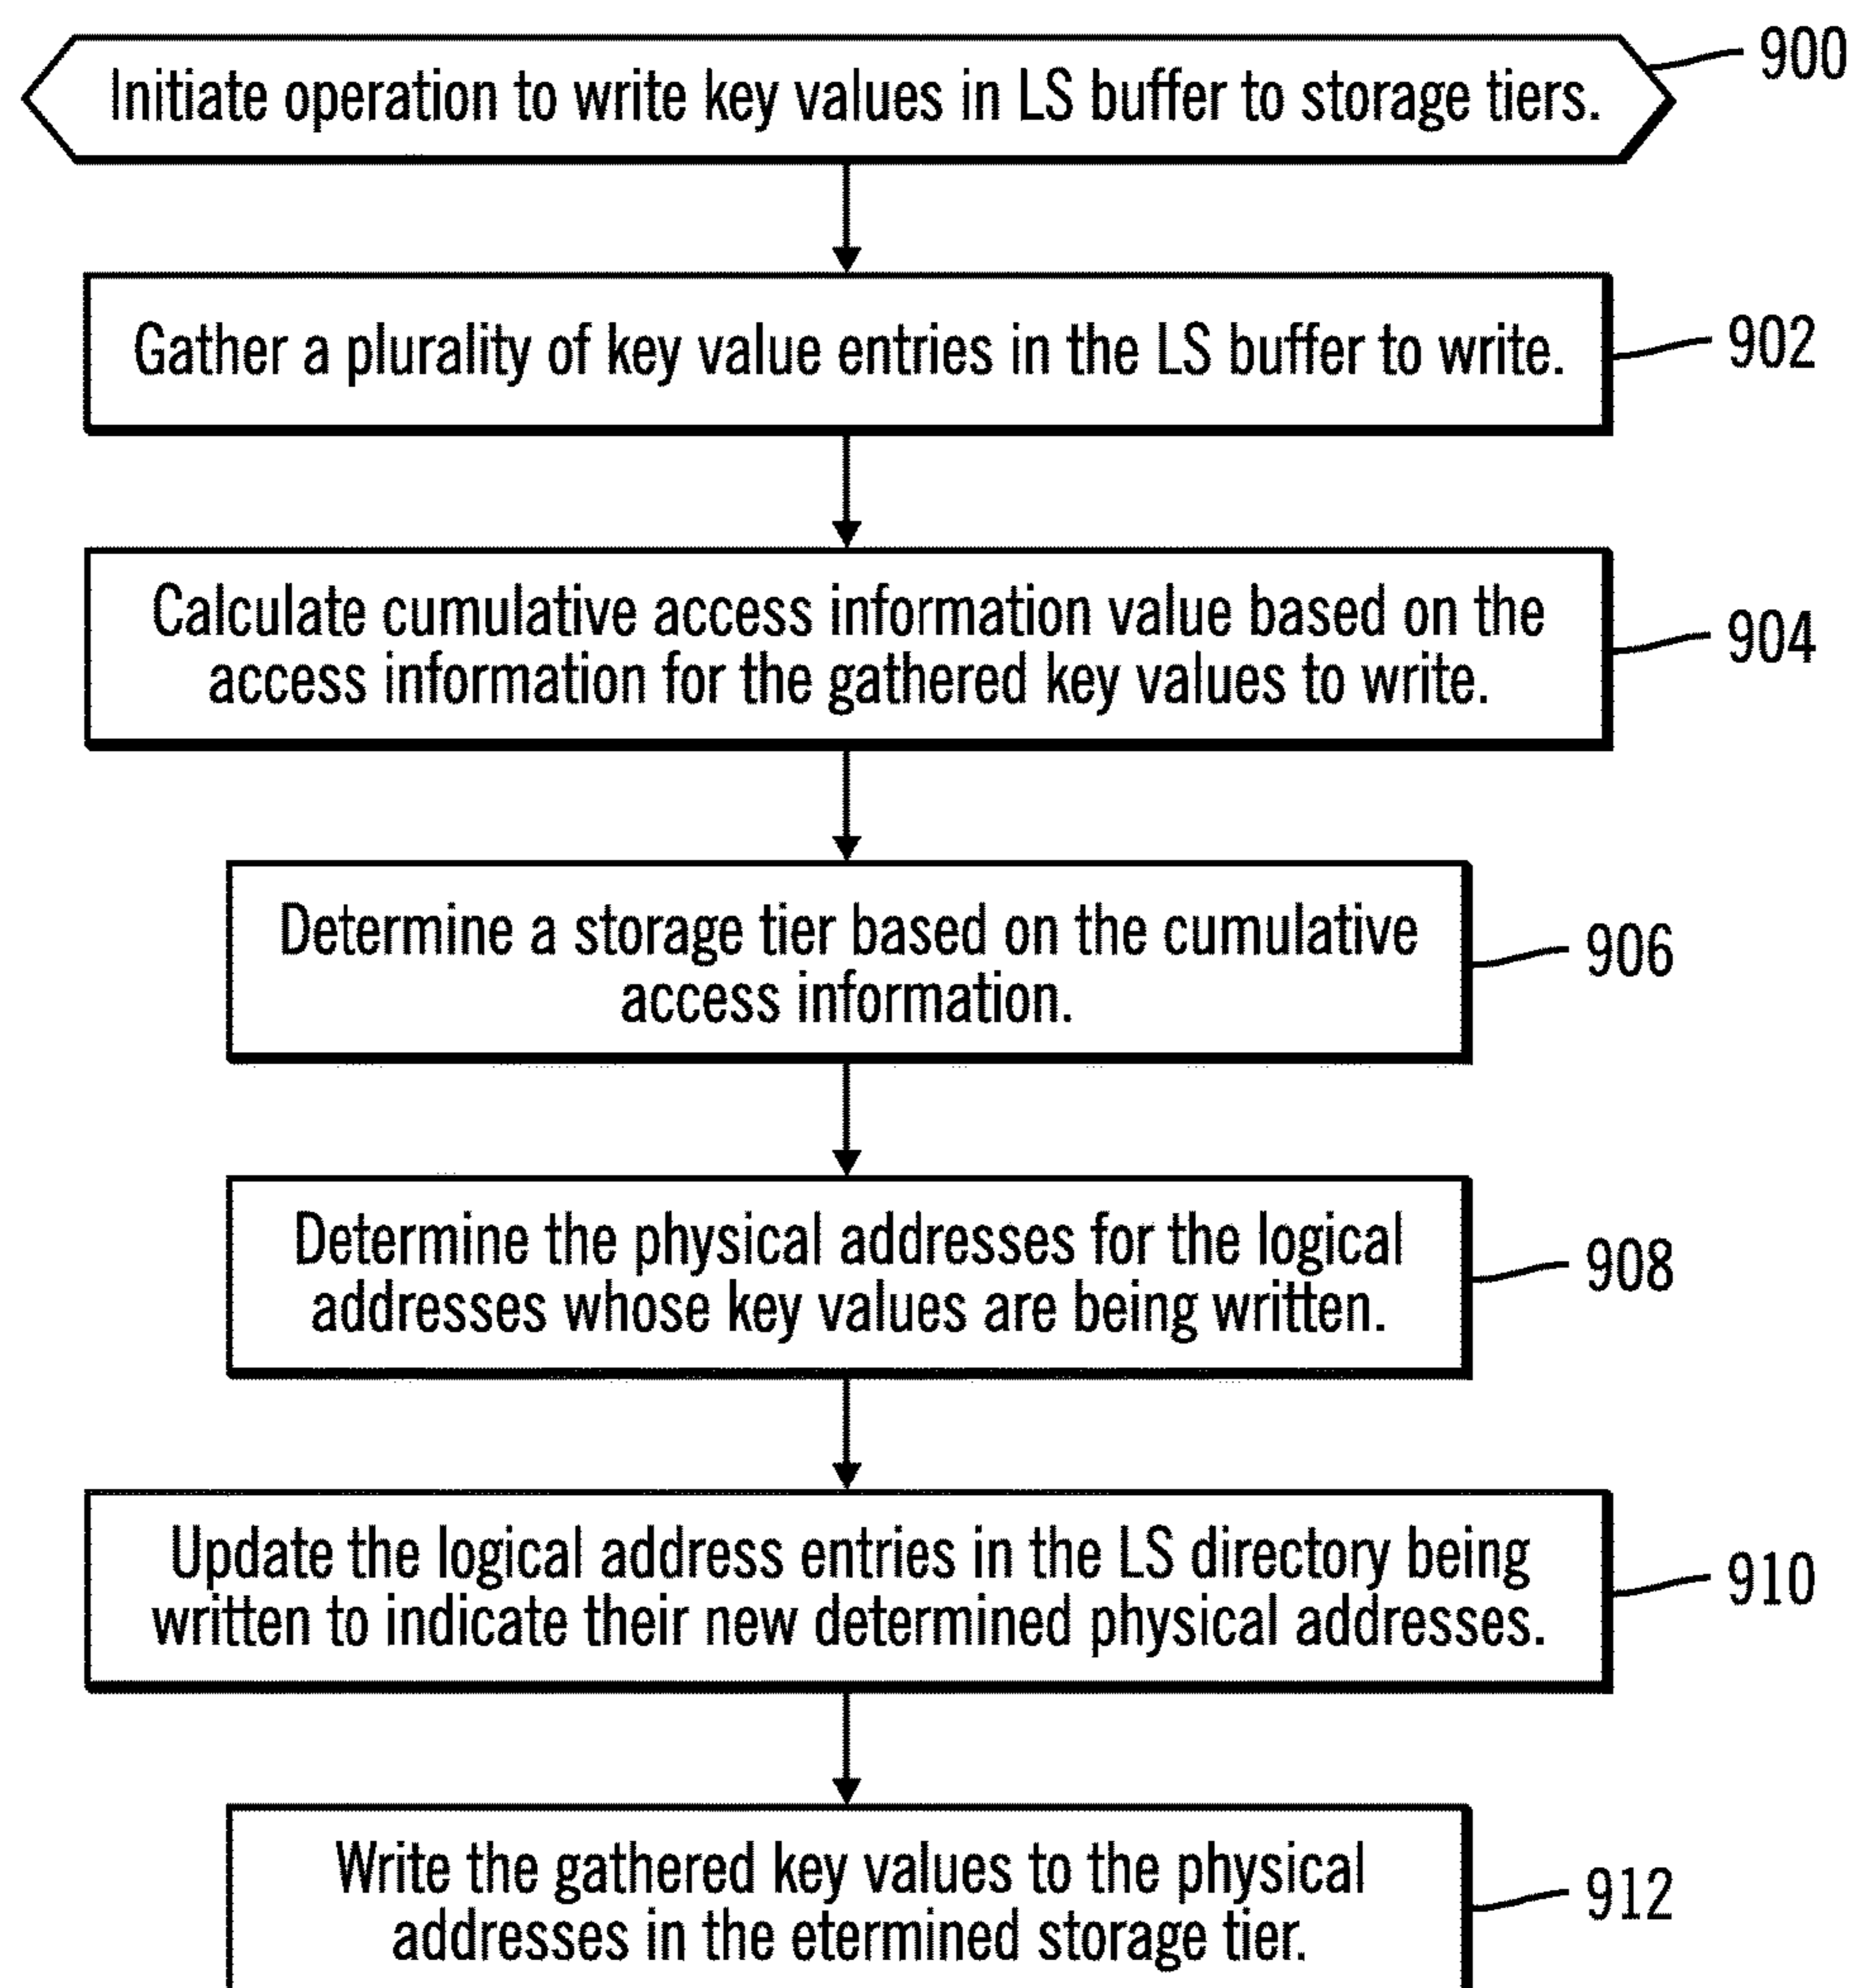 Initiate operation to write key values in LS buffer to storage tiers.
900
Gather a plurality of key value entries in the LS buffer to write.
902
Calculate cumulative access information value based on the
access information for the gathered key values to write.
904
Determine a storage tier based on the cumulative
access information.
906
Determine the physical addresses for the logical
addresses whose key values are being written.
908
Update the logical address entries in the LS directory being
written to indicate their new determined physical addresses.
910
Write the gathered key values to the physical
addresses in the etermined storage tier.
912